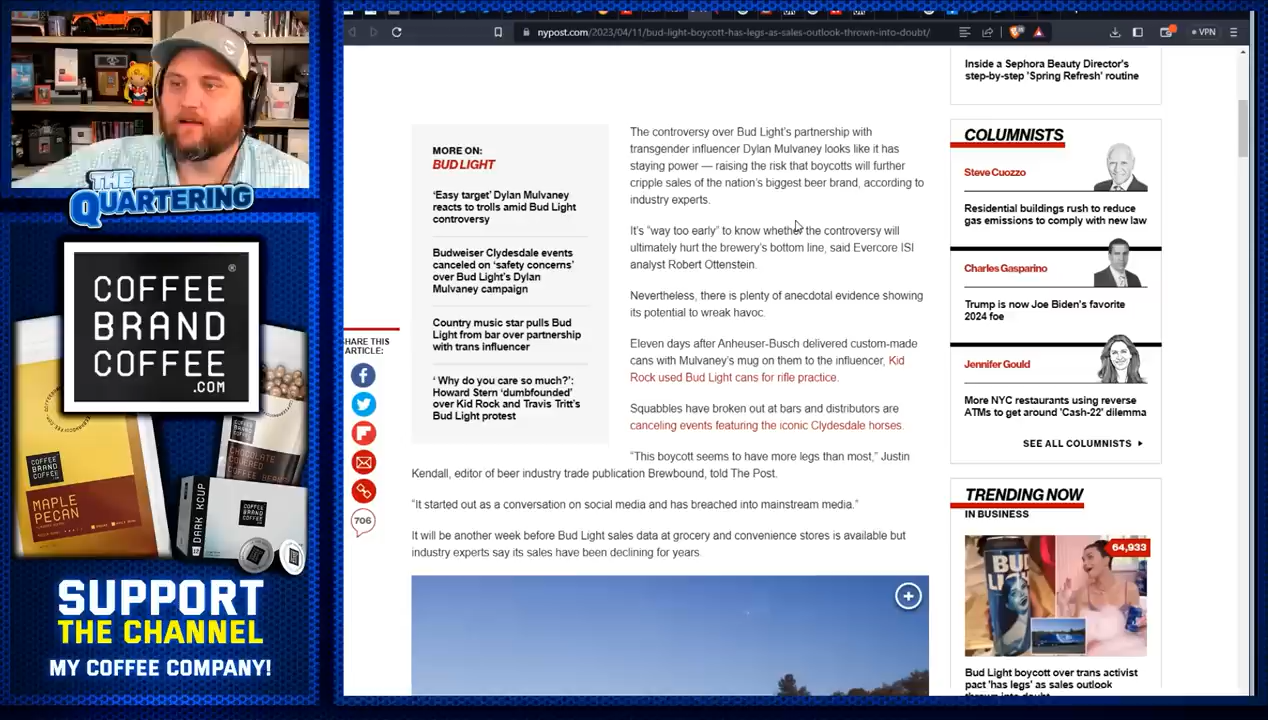 THE
QUARTERING
COFFEE
BRAND
COFFEE
.COM
MAPLE
PECAN
CHOCOLATE
COVERED
COFFEE BEANS
DARK KCUP
SUPPORT
THE CHANNEL
MY COFFEE COMPANY!
nypost.com/2023/04/11/bud-light-boycott-has-legs-as-sales-outlook-thrown-into-doubt/
VPN
MORE ON:
BUD LIGHT
‘Easy target’ Dylan Mulvaney
reacts to trolls amid Bud Light
controversy
Budweiser Clydesdale events
canceled on ‘safety concerns’
over Bud Light’s Dylan
Mulvaney campaign
Country music star pulls Bud
Light from bar over partnership
with trans influencer
‘ Why do you care so much?’:
Howard Stern ‘dumbfounded’
over Kid Rock and Travis Tritt’s
Bud Light protest
HARE THIS
ARTICLE:
706
The controversy over Bud Light’s partnership with
transgender influencer Dylan Mulvaney looks like it has
staying power — raising the risk that boycotts will further
cripple sales of the nation’s biggest beer brand, according to
industry experts.
It’s “way too early” to know whether the controversy will
ultimately hurt the brewery’s bottom line, said Evercore ISI
analyst Robert Ottenstein.
Nevertheless, there is plenty of anecdotal evidence showing
its potential to wreak havoc.
Eleven days after Anheuser-Busch delivered custom-made
cans with Mulvaney’s mug on them to the influencer, Kid
Rock used Bud Light cans for rifle practice.
Squabbles have broken out at bars and distributors are
canceling events featuring the iconic Clydesdale horses.
“This boycott seems to have more legs than most,” Justin
Kendall, editor of beer industry trade publication Brewbound, told The Post.
“It started out as a conversation on social media and has breached into mainstream media.”
It will be another week before Bud Light sales data at grocery and convenience stores is available but
industry experts say its sales have been declining for years.
Inside a Sephora Beauty Director's
step-by-step 'Spring Refresh' routine
COLUMNISTS
Steve Cuozzo
Residential buildings rush to reduce
gas emissions to comply with new law
Charles Gasparino
Trump is now Joe Biden's favorite
2024 foe
Jennifer Gould
More NYC restaurants using reverse
ATMs to get around 'Cash-22' dilemma
SEE ALL COLUMNISTS
TRENDING NOW
IN BUSINESS
64,933
BUD
Bud Light boycott over trans activist
pact 'has legs' as sales outlook
thrown into doubt